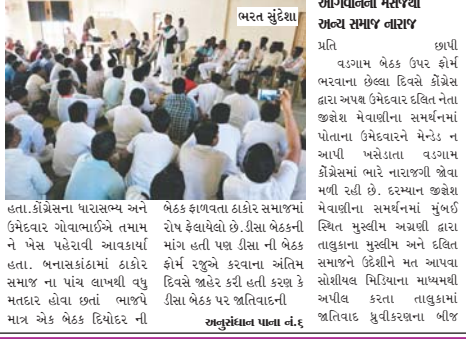 ભરત સુંદેશા
હતા.કોંગ્રેસના ધારાસભ્ય અને
ઉમેદવાર ગોવાભાઈએ તમામ
ને ખેસ પહેરાવી આવકાર્યા
હતા. બનાસકાંઠામાં ઠાકોર
સમાજ ના પાંચ લાખથી વધુ
મતદાર હોવા છતાં ભાજપે
માત્ર એક બેઠક દિયોદર ની
બેઠક ફાળવતા ઠાકોર સમાજમાં
રોષ ફેલાયેલો છે.ડીસા બેઠકની
માંગ હતી પણ ડીસા ની બેઠક
ફોર્મ રજુએ કરવાના અંતિમ
દિવસે જાહેર કરી હતી કરણ કે
ડીસા બેઠક પર જાતિવાદની
અનુસંધાન પાના નં.૬
આગેવાનના મેસેજથી
અન્ય સમાજ નારાજ
પ્રતિ છાપી
વડગામ બેઠક ઉપર ફોર્મ
ભરવાના છેલ્લા દિવસે કોંગ્રેસ
દ્વારા અપક્ષ ઉમેદવાર દલિત નેતા
જીજ્ઞેશ મેવાણીના સમર્થનમાં
પોતાના ઉમેદવારને મેન્ડેડ ન
આપી ખસેડાતા વડગામ
કોંગ્રેસમાં ભારે નારાજગી જોવા
મળી રહી છે. દરમ્યાન જીજ્ઞેશ
મેવાણીના સમર્થનમાં મુંબઈ
સ્થિત મુસ્લીમ અગ્રણી દ્વારા
તાલુકાના મુસ્લીમ અને દલિત
સમાજને ઉદેશીને મત આપવા
સોશીયલ મિડિયાના માધ્યમથી
અપીલ કરતા તાલુકામાં
જાતિવાદ ધ્રુવીકરણના બીજ